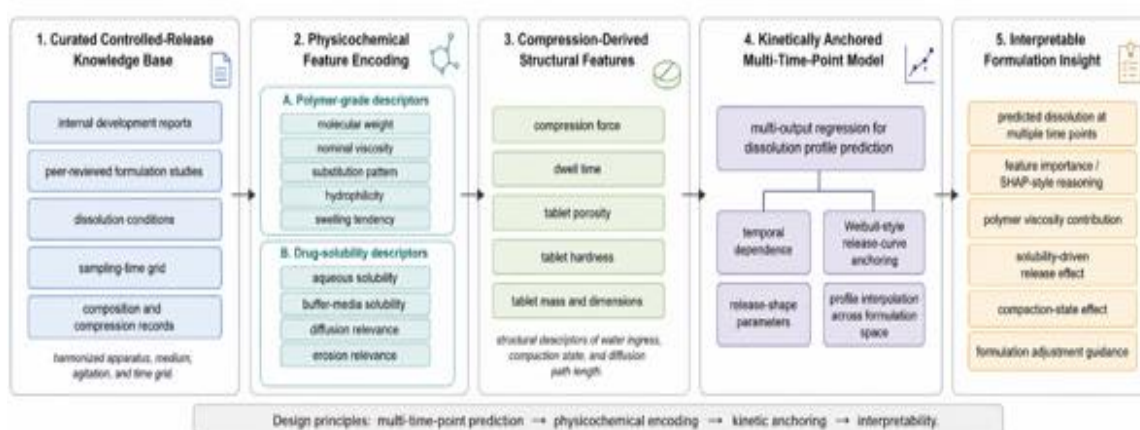 1. Curated Controlled-Release
Knowledge Base
internal development reports
peer-reviewed formulation studies
dissolution conditions
sampling-time grid
composition and
compression records
harmonized apparatus, medium,
agitation, and time grid
2. Physicochemical
Feature Encoding
A. Polymer-grade descriptors
molecular weight
nominal viscosity
substitution pattern
hydrophilicity
swelling tendency
B. Drug-solubility descriptors
aqueous solubility
buffer-media solubility
diffusion relevance
erosion relevance
3. Compression-Derived
Structural Features
compression force
dwell time
tablet porosity
tablet hardness
tablet mass and dimensions
structural descriptors of water ingress,
compaction state, and diffusion
path length.
4. Kinetically Anchored
Multi-Time-Point Model
multi-output regression for
dissolution profile prediction
temporal
dependence
Weibull-style
release-curve
anchoring
release-shape
parameters
profile interpolation
across formulation
space
5. Interpretable
Formulation Insight
predicted dissolution at
multiple time points
feature importance /
SHAP-style reasoning
polymer viscosity contribution
solubility-driven
release effect
compaction-state effect
formulation adjustment guidance
Design principles: multi-time-point prediction → physicochemical encoding → kinetic anchoring → interpretability.